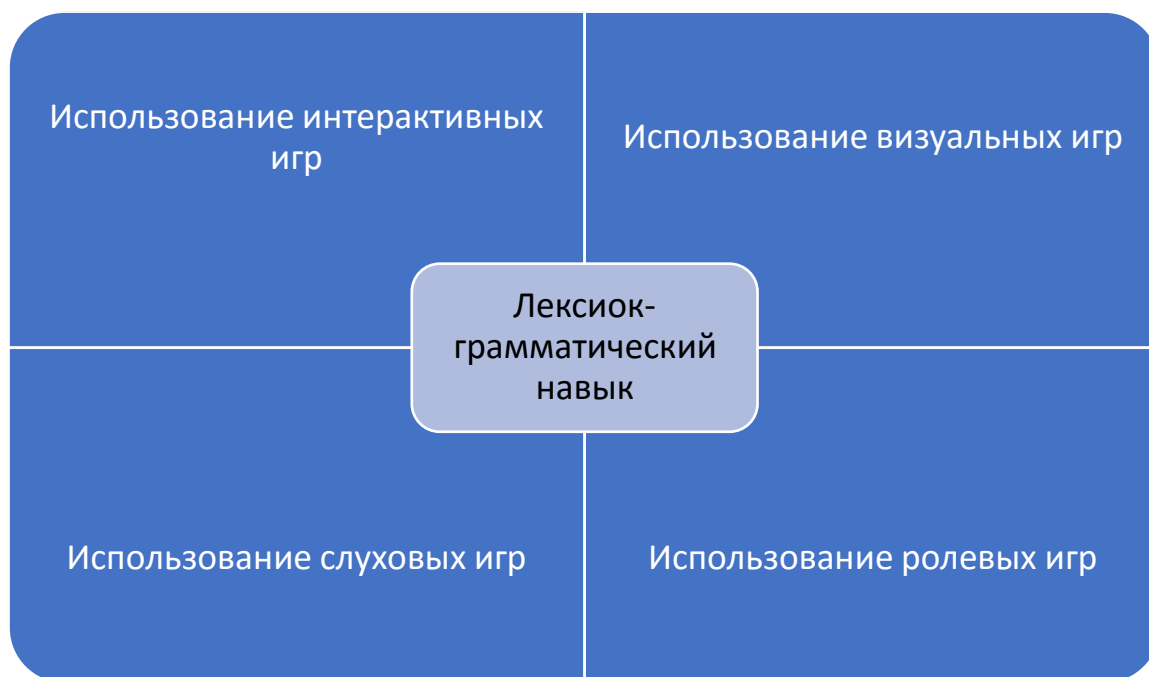 Использование интерактивных
игр
Использование визуальных игр
Лексиок-
грамматический
навык
Использование слуховых игр
Использование ролевых игр